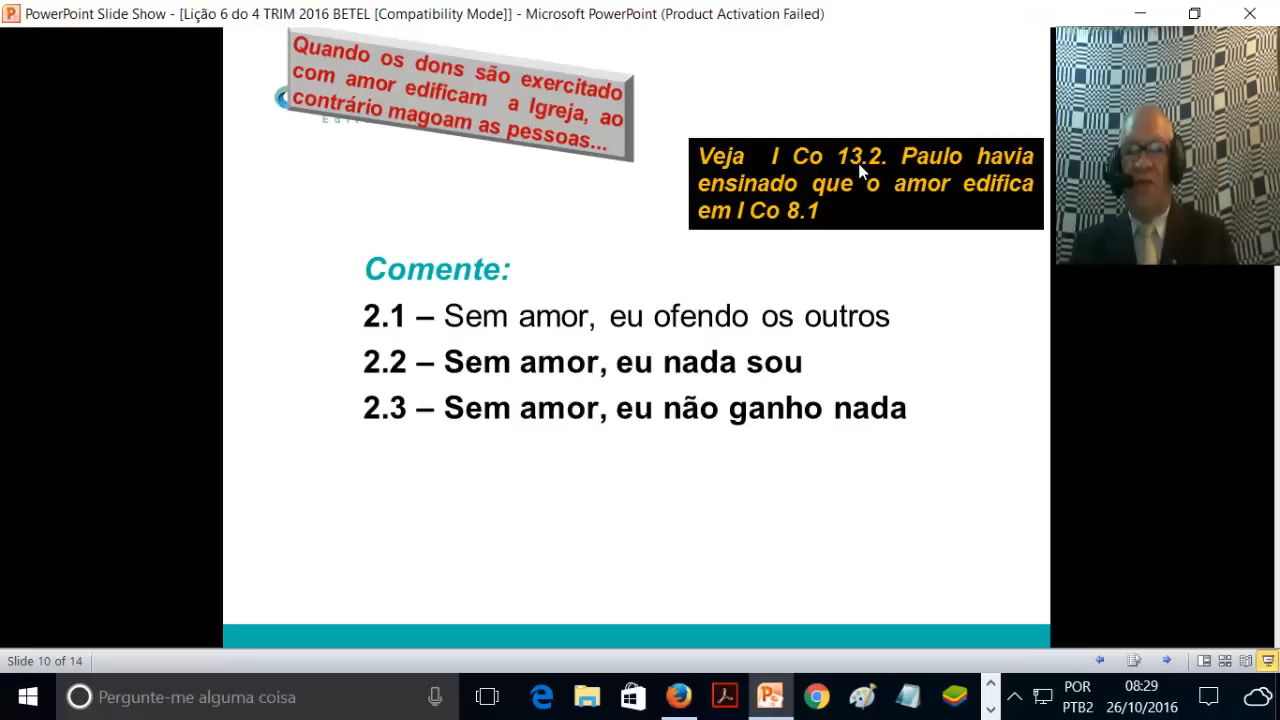 PowerPoint Slide Show - [Lição 6 do 4 TRIM 2016 BETEL [Compatibility Mode]] - Microsoft PowerPoint (Product Activation Failed)
Quando os dons são exercitado
com amor edificam a Igreja, ao
contrário magoam as pessoas...
Veja I Co 13.2. Paulo havia
ensinado que o amor edifica
em I Co 8.1
Comente:
2.1 – Sem amor, eu ofendo os outros
2.2 – Sem amor, eu nada sou
2.3 – Sem amor, eu não ganho nada
Slide 10 of 14
Pergunte-me alguma coisa
POR
PTB2
08:29
26/10/2016